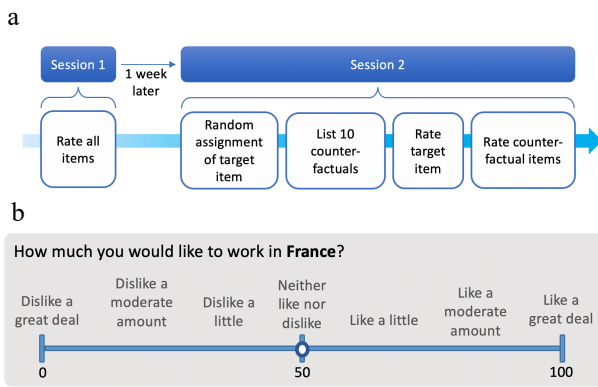 a
Session 1
1 week
later
Session 2
Rate all
items
Random
assignment
of target
item
List 10
counter-
factuals
Rate
target
item
Rate counter-
factual items
b
How much you would like to work in France?
Dislike a
great deal
Dislike a
moderate
amount
Dislike a
little
Neither
like nor
dislike
Like a little
Like a
moderate
amount
Like a
great deal
0
50
100